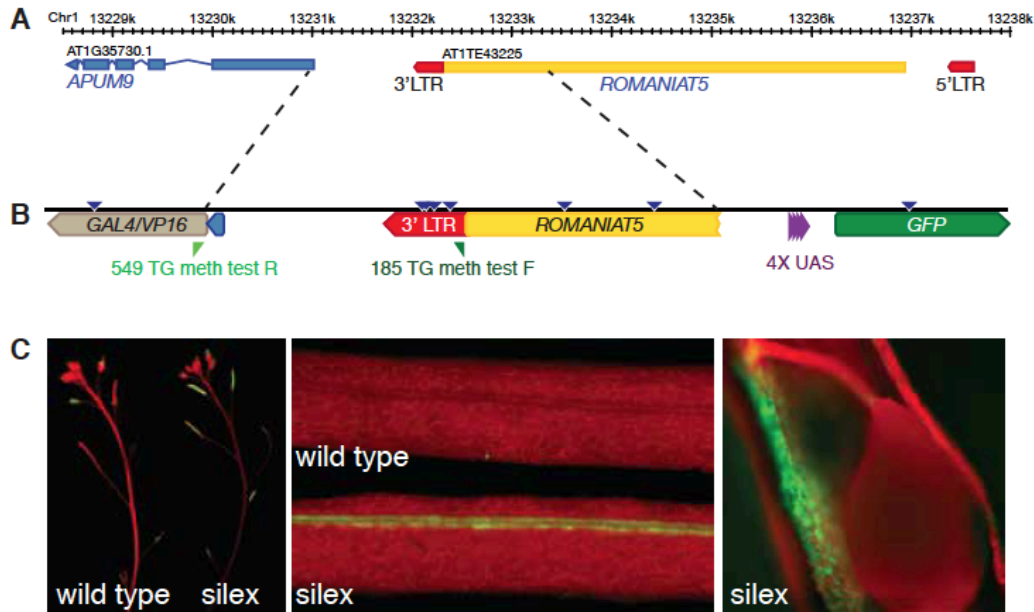 A
Chr1 13229k 13230k 13231k 13232k 13233k 13234k 13235k 13236k 13237k 13238k
AT1G35730.1 AT1TE43225
APUM9 3'LTR ROMANIAT5 5'LTR
B
GAL4/VP16 3' LTR ROMANIAT5 GFP
549 TG meth test R 185 TG meth test F 4X UAS
C
wild type
wild type silex silex silex